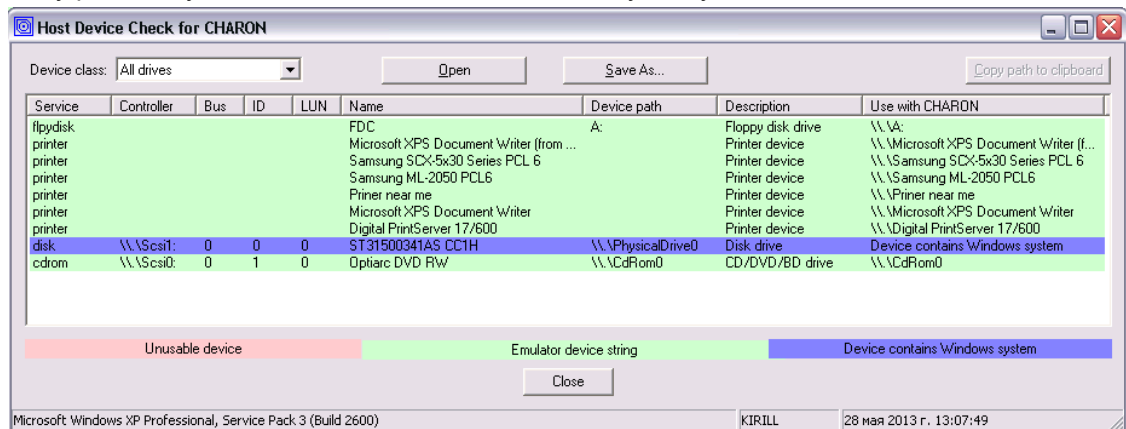 Host Device Check for CHARON
Device class: All drives Open Save As... Copy path to clipboard
Service Controller Bus ID LUN Name Device path Description Use with CHARON
flpydisk FDC A: Floppy disk drive \\.\A:
printer Microsoft XPS Document Writer (from ... Printer device \\.\Microsoft XPS Document Writer (f...
printer Samsung SCX-5x30 Series PCL 6 Printer device \\.\Samsung SCX-5x30 Series PCL 6
printer Samsung ML-2050 PCL6 Printer device \\.\Samsung ML-2050 PCL6
printer Priner near me Printer device \\.\Priner near me
printer Microsoft XPS Document Writer Printer device \\.\Microsoft XPS Document Writer
printer Digital PrintServer 17/600 Printer device \\.\Digital PrintServer 17/600
disk \\.\Scsi1: 0 0 0 ST31500341AS CC1H \\.\PhysicalDrive0 Disk drive Device contains Windows system
cdrom \\.\Scsi0: 0 1 0 Optiarc DVD RW \\.\CdRom0 CD/DVD/BD drive \\.\CdRom0
Unusable device Emulator device string Device contains Windows system
Close
Microsoft Windows XP Professional, Service Pack 3 (Build 2600) KIRILL 28 мая 2013 г. 13:07:49